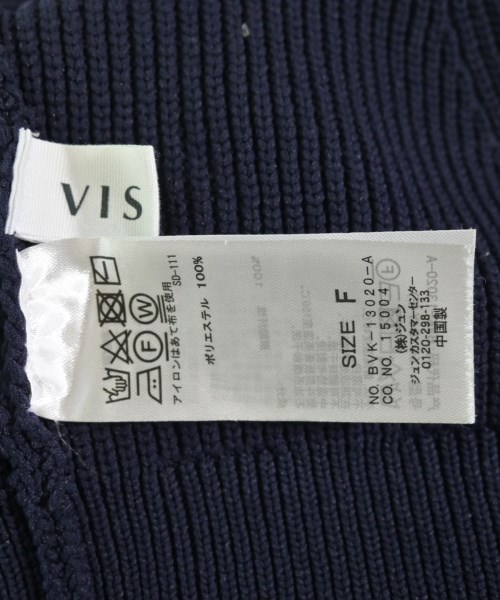 VIS
アイロンはあて布を使用
SD-111
ポリエステル 100%
SIZE F
NO. BVK-13020-A
CO. NO. 15004
(株)ジュン
ジュン カスタマーセンター
0120-298-133
中国製